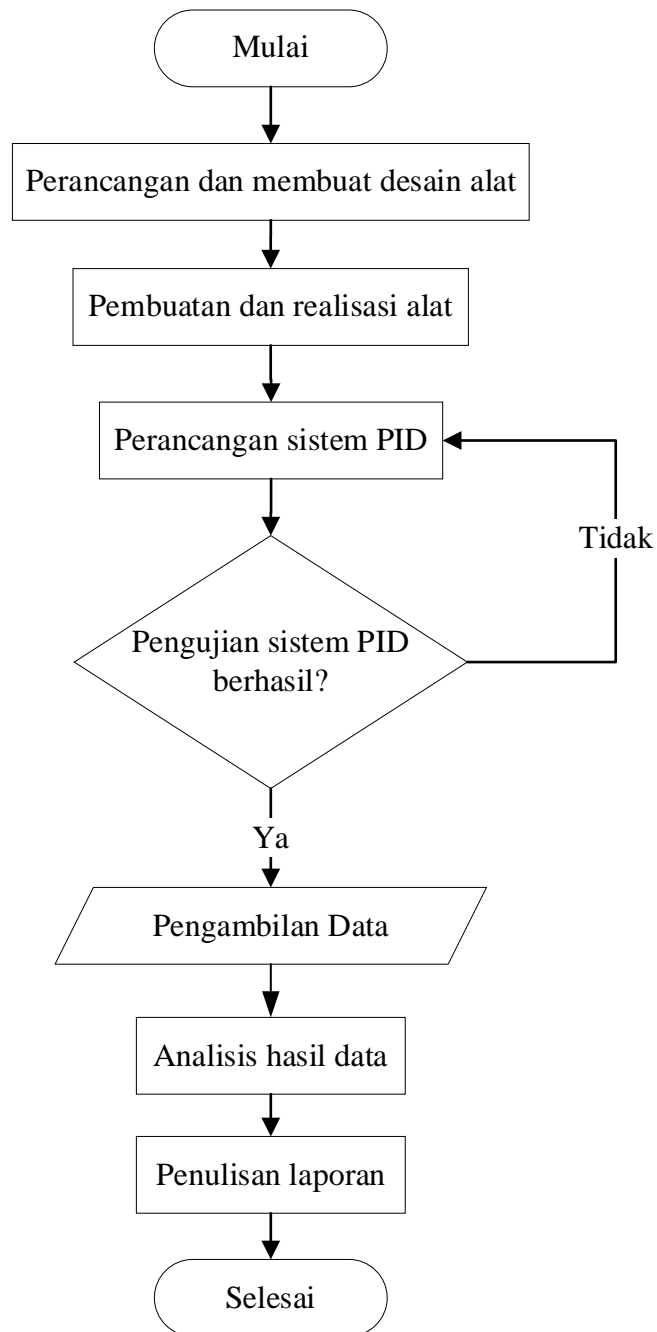 Mulai
Perancangan dan membuat desain alat
Pembuatan dan realisasi alat
Perancangan sistem PID
Tidak
Pengujian sistem PID
berhasil?
Ya
Pengambilan Data
Analisis hasil data
Penulisan laporan
Selesai